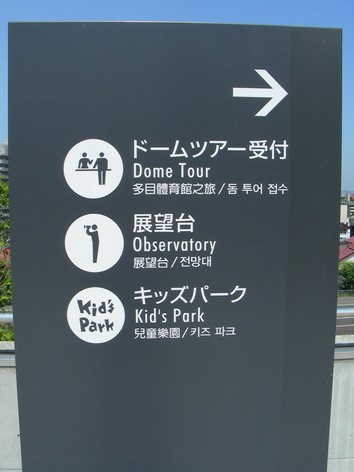 ドームツアー受付
Dome Tour
多目體育館之旅/돔 투어 접수
展望台
Observatory
展望台/전망대
Kid's
Park
キッズパーク
Kid's Park
兒童樂園/키즈 파크